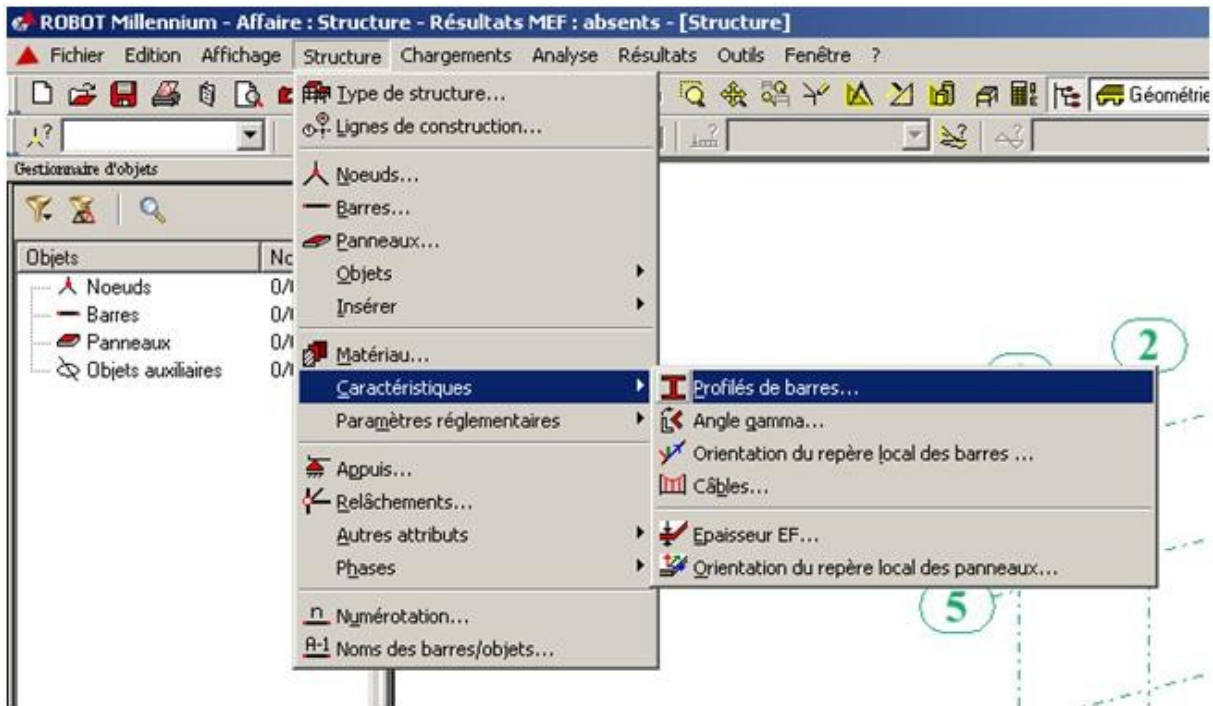 ROBOT Millennium - Affaire : Structure - Résultats MEF : absents - [Structure]
Fichier Edition Affichage Structure Chargements Analyse Résultats Outils Fenêtre ?
Géométrie
Gestionnaire d'objets
Objets
Noeuds
Barres
Panneaux
Objets auxiliaires
Type de structure...
Lignes de construction...
Noeuds...
Barres...
Panneaux...
Objets
Insérer
Matériau...
Caractéristiques
Paramètres réglementaires
Appuis...
Relâchements...
Autres attributs
Phases
n Numérotation...
A-1 Noms des barres/objets...
Profilés de barres...
Angle gamma...
Orientation du repère local des barres ...
Câbles...
Epaisseur EF...
Orientation du repère local des panneaux...
2
5